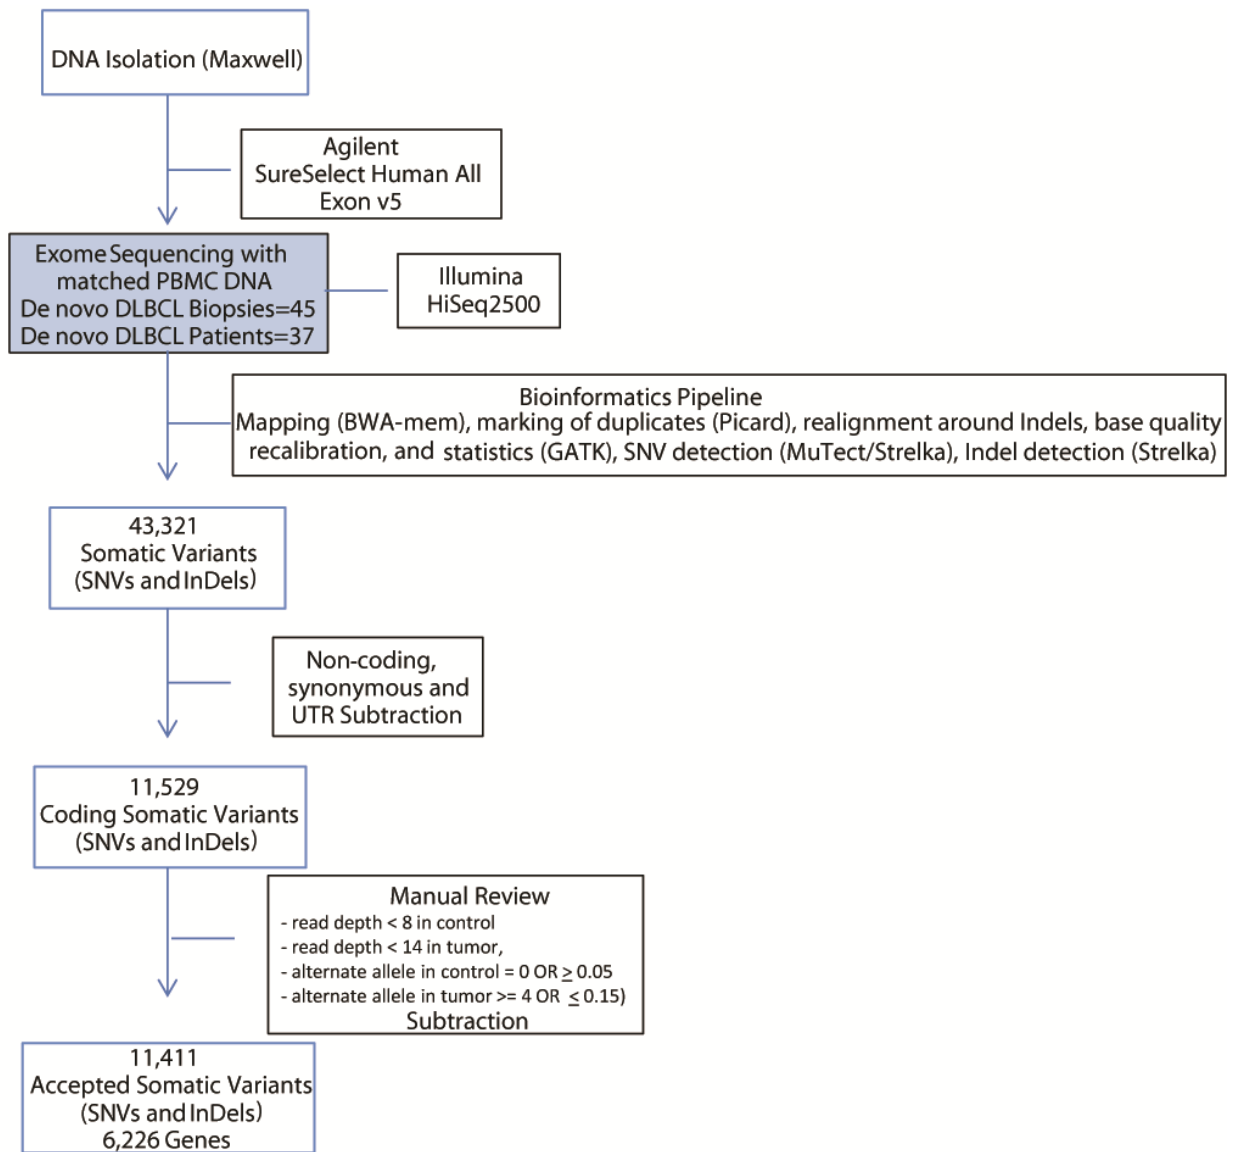 DNA Isolation (Maxwell)
Agilent
SureSelect Human All
Exon v5
Exome Sequencing with
matched PBMC DNA
De novo DLBCL Biopsies=45
De novo DLBCL Patients=37
Illumina
HiSeq2500
Bioinformatics Pipeline
Mapping (BWA-mem), marking of duplicates (Picard), realignment around Indels, base quality
recalibration, and statistics (GATK), SNV detection (MuTect/Strelka), Indel detection (Strelka)
43,321
Somatic Variants
(SNVs and InDels)
Non-coding,
synonymous and
UTR Subtraction
11,529
Coding Somatic Variants
(SNVs and InDels)
Manual Review
- read depth < 8 in control
- read depth < 14 in tumor,
- alternate allele in control = 0 OR ≥ 0.05
- alternate allele in tumor >= 4 OR ≤ 0.15)
Subtraction
11,411
Accepted Somatic Variants
(SNVs and InDels)
6,226 Genes